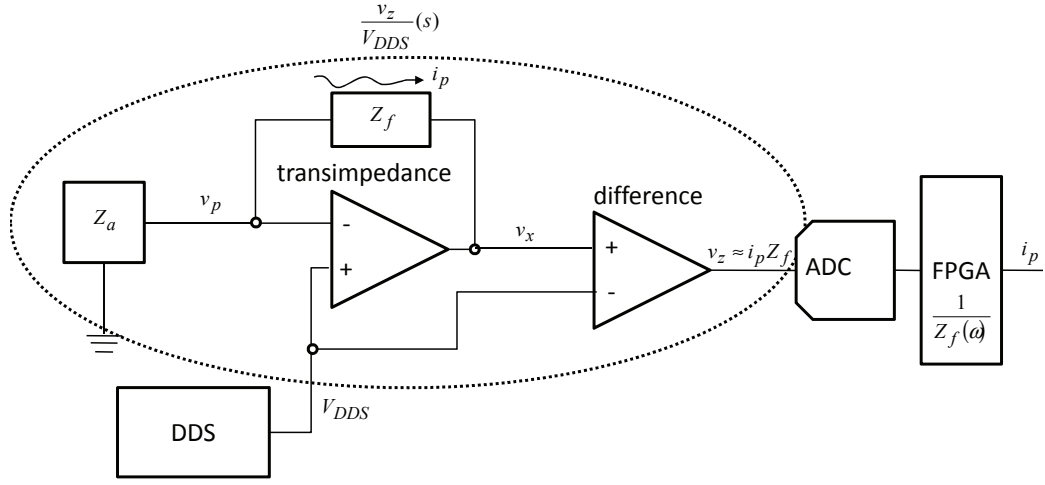 v_z
V_DDS (s)
i_p
Z_f
transimpedance
difference
Z_a
v_p
-
+
v_x
+
-
v_z ≈ i_p Z_f
ADC
FPGA
1
Z_f(ω)
i_p
V_DDS
DDS